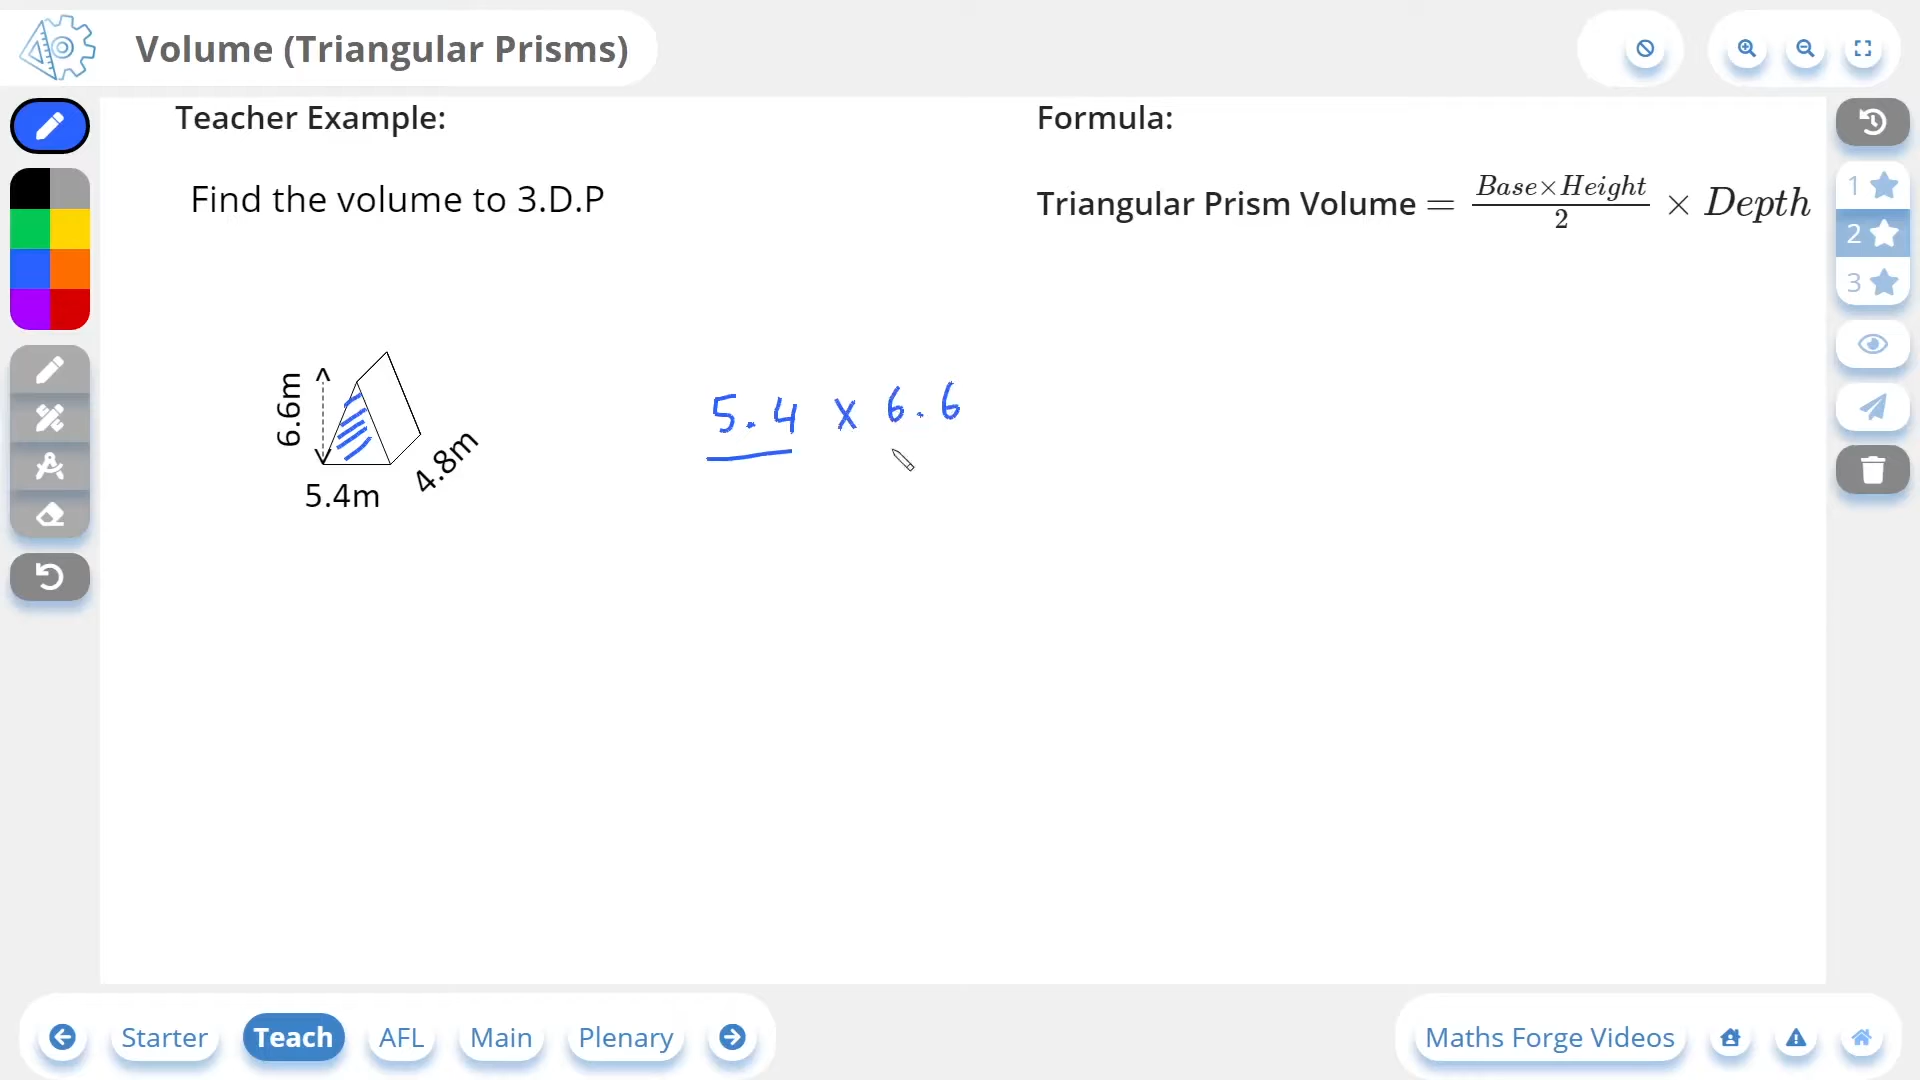 Volume (Triangular Prisms)
Teacher Example:
Formula:
Find the volume to 3.D.P
Triangular Prism Volume = Base×Height/2 × Depth
1
2
3
6.6m
5.4m
4.8m
5.4 x 6.6
Starter
Teach
AFL
Main
Plenary
Maths Forge Videos